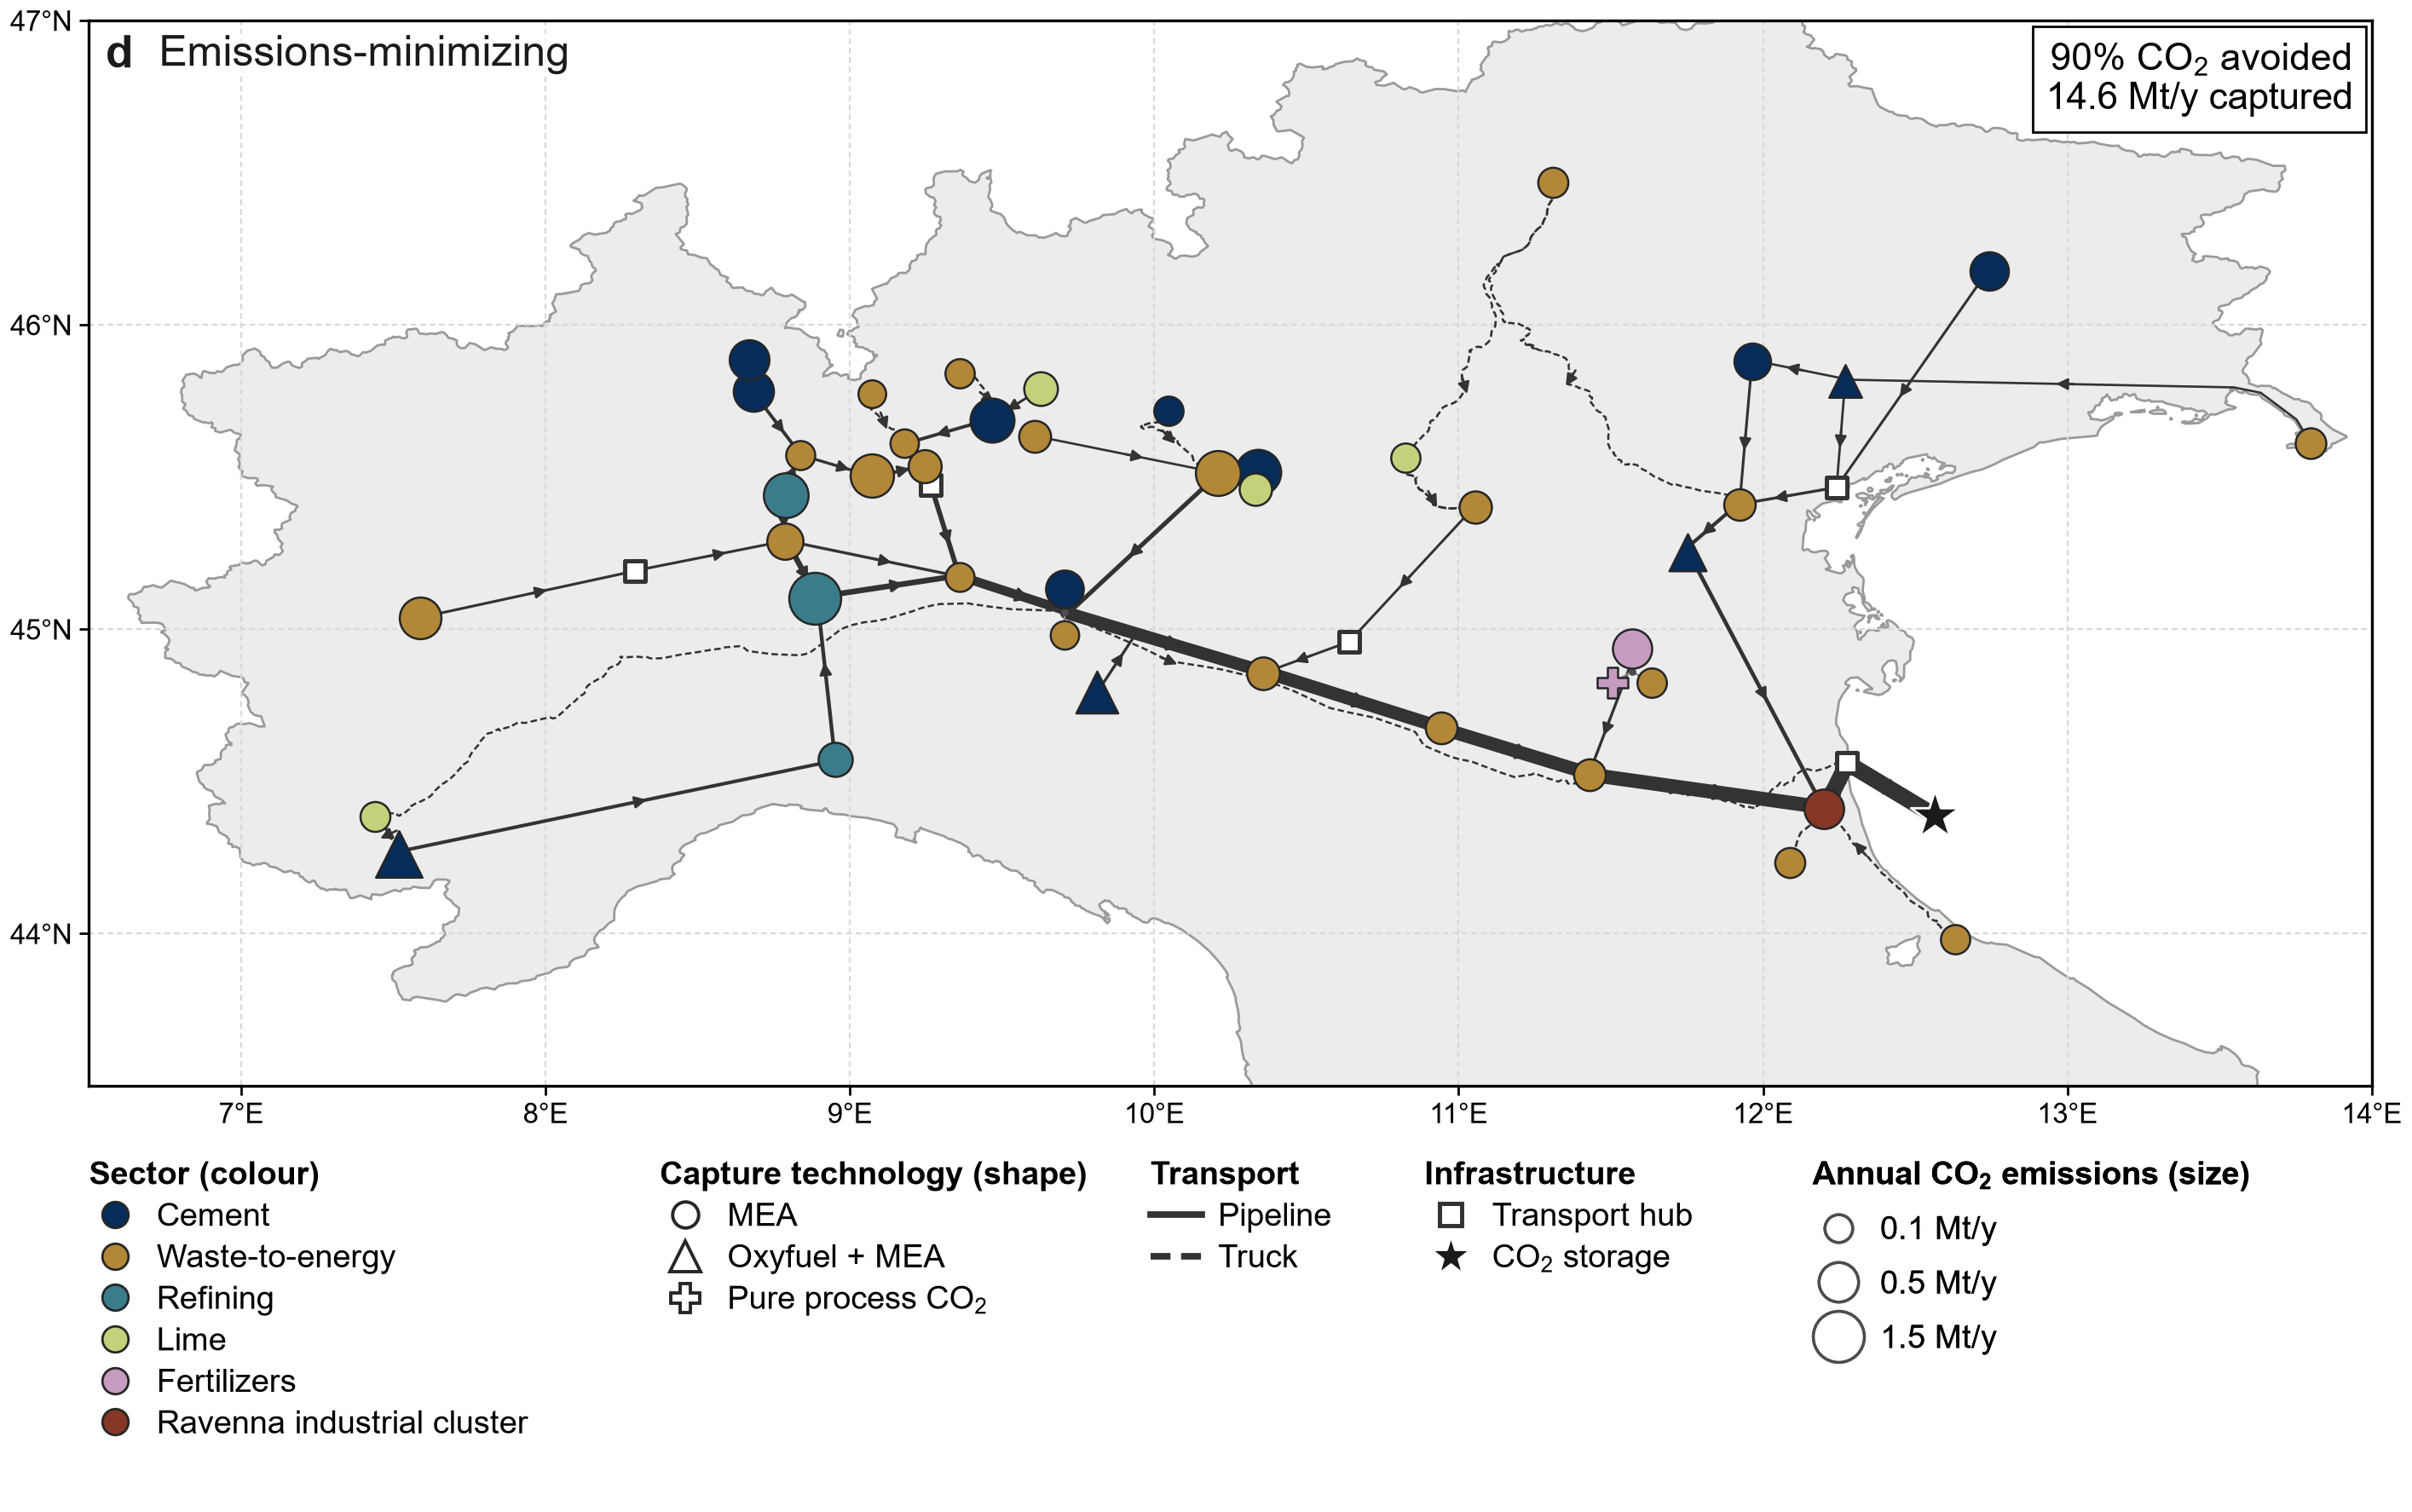 d Emissions-minimizing
90% CO₂ avoided
14.6 Mt/y captured
47°N
46°N
45°N
44°N
7°E 8°E 9°E 10°E 11°E 12°E 13°E 14°E
Sector (colour)
Cement
Waste-to-energy
Refining
Lime
Fertilizers
Ravenna industrial cluster
Capture technology (shape)
MEA
Oxyfuel + MEA
Pure process CO₂
Transport
Pipeline
Truck
Infrastructure
Transport hub
CO₂ storage
Annual CO₂ emissions (size)
0.1 Mt/y
0.5 Mt/y
1.5 Mt/y